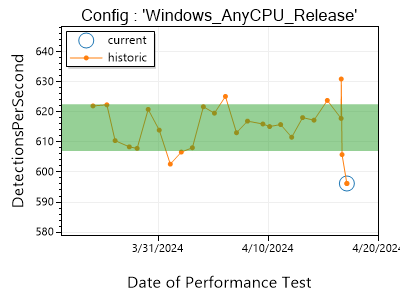 Config : 'Windows_AnyCPU_Release'
current
historic
DetectionsPerSecond
640
630
620
610
600
590
580
3/31/2024
4/10/2024
4/20/2024
Date of Performance Test